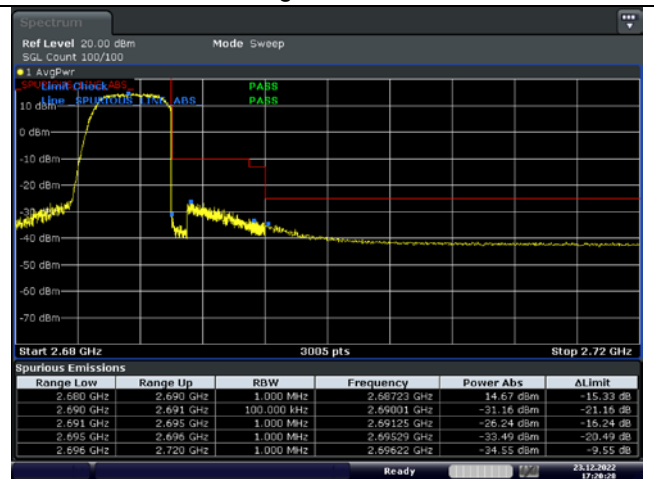 Spectrum
Ref Level 20.00 dBm Mode Sweep
SGL Count 100/100
1 AvgPwr
Limit Check PASS
Line _SPURIOUS_LINE_ABS_ PASS
10 dBm
0 dBm
-10 dBm
-20 dBm
-30 dBm
-40 dBm
-50 dBm
-60 dBm
-70 dBm
Start 2.68 GHz 3005 pts Stop 2.72 GHz
Spurious Emissions
Range Low Range Up RBW Frequency Power Abs ΔLimit
2.680 GHz 2.690 GHz 1.000 MHz 2.68723 GHz 14.67 dBm -15.33 dB
2.690 GHz 2.691 GHz 100.000 kHz 2.69001 GHz -31.16 dBm -21.16 dB
2.691 GHz 2.695 GHz 1.000 MHz 2.69125 GHz -26.24 dBm -16.24 dB
2.695 GHz 2.696 GHz 1.000 MHz 2.69529 GHz -33.49 dBm -20.49 dB
2.696 GHz 2.720 GHz 1.000 MHz 2.69622 GHz -34.55 dBm -9.55 dB
Ready 23.12.2022
17:20:28